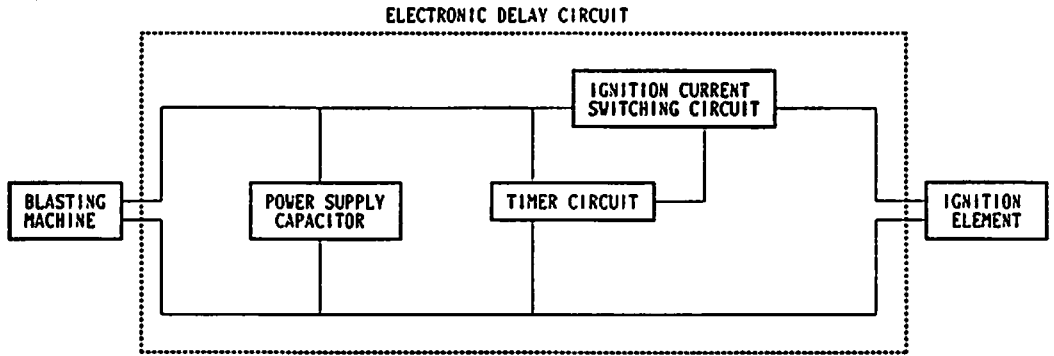 ELECTRONIC DELAY CIRCUIT
IGNITION CURRENT
SWITCHING CIRCUIT
BLASTING
MACHINE
POWER SUPPLY
CAPACITOR
TIMER CIRCUIT
IGNITION
ELEMENT